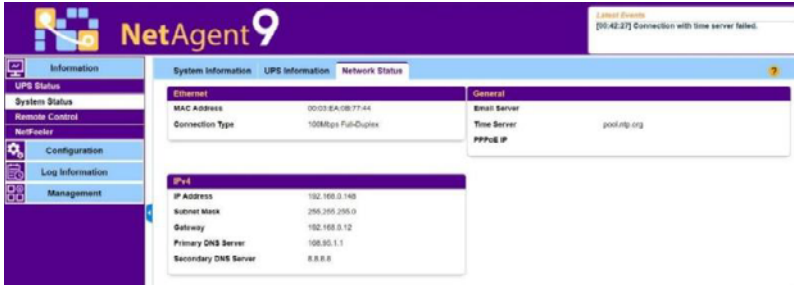 NetAgent 9
Latest Events
[00:42:27] Connection with time server failed.
Information
UPS Status
System Status
Remote Control
NetFeeler
Configuration
Log Information
Management
System Information UPS Information Network Status
?
Ethernet
MAC Address 00:03:EA:0B:77:44
Connection Type 100Mbps Full-Duplex
General
Email Server
Time Server pool.ntp.org
PPPoE IP
IPv4
IP Address 192.168.0.148
Subnet Mask 255.255.255.0
Gateway 192.168.0.12
Primary DNS Server 168.95.1.1
Secondary DNS Server 8.8.8.8